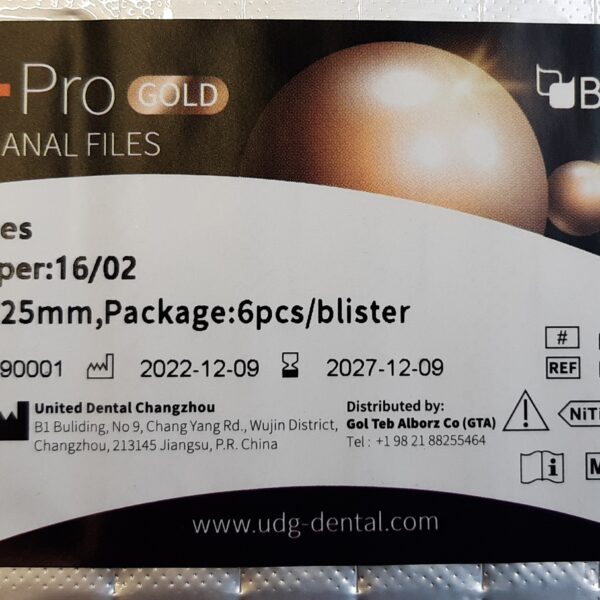 Pro GOLD
B
ANAL FILES
es
per:16/02
25mm,Package:6pcs/blister
90001 2022-12-09 2027-12-09
#
REF
United Dental Changzhou
B1 Buliding, No 9, Chang Yang Rd., Wujin District,
Changzhou, 213145 Jiangsu, P.R. China
Distributed by:
Gol Teb Alborz Co (GTA)
Tel : +1 98 21 88255464
NiTi
i
M
www.udg-dental.com